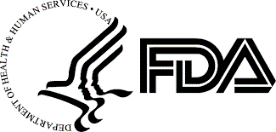 DEPARTMENT OF HEALTH & HUMAN SERVICES • USA
FDA